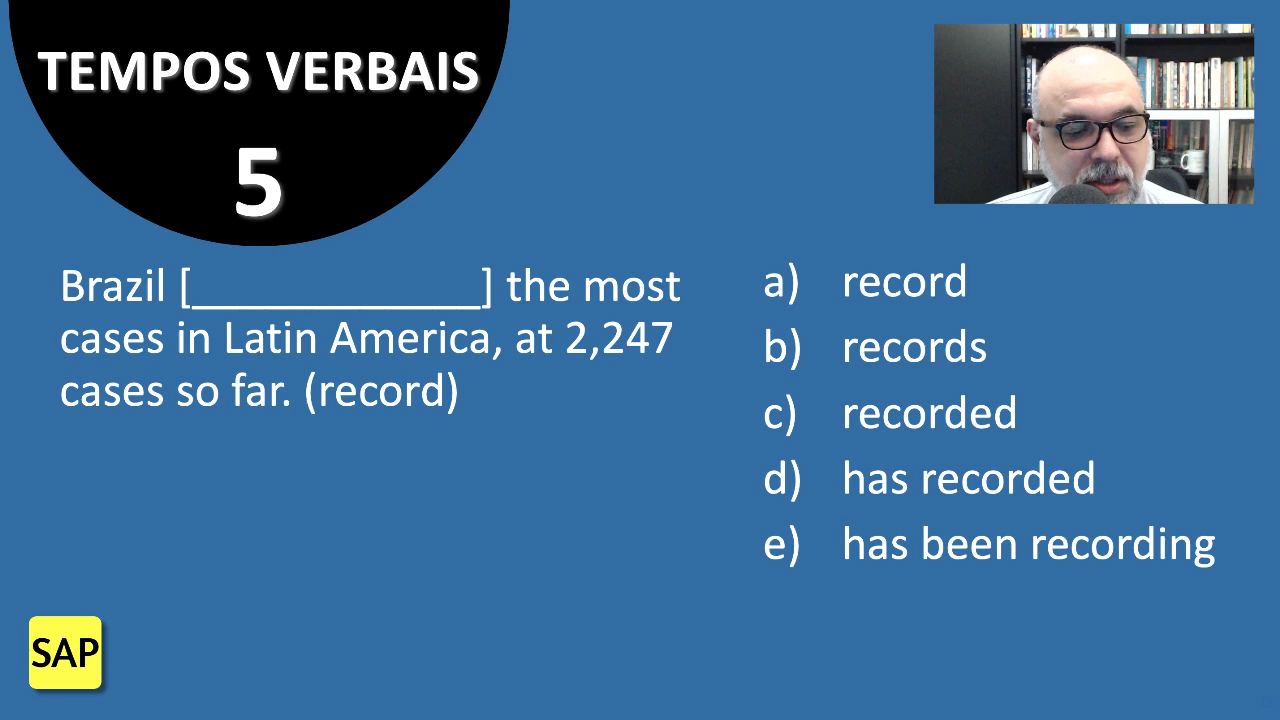 TEMPOS VERBAIS
5
Brazil [____________] the most
cases in Latin America, at 2,247
cases so far. (record)
a) record
b) records
c) recorded
d) has recorded
e) has been recording
SAP